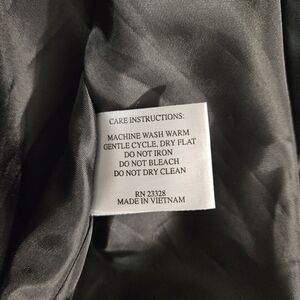 CARE INSTRUCTIONS:
MACHINE WASH WARM
GENTLE CYCLE, DRY FLAT
DO NOT IRON
DO NOT BLEACH
DO NOT DRY CLEAN
RN 23328
MADE IN VIETNAM